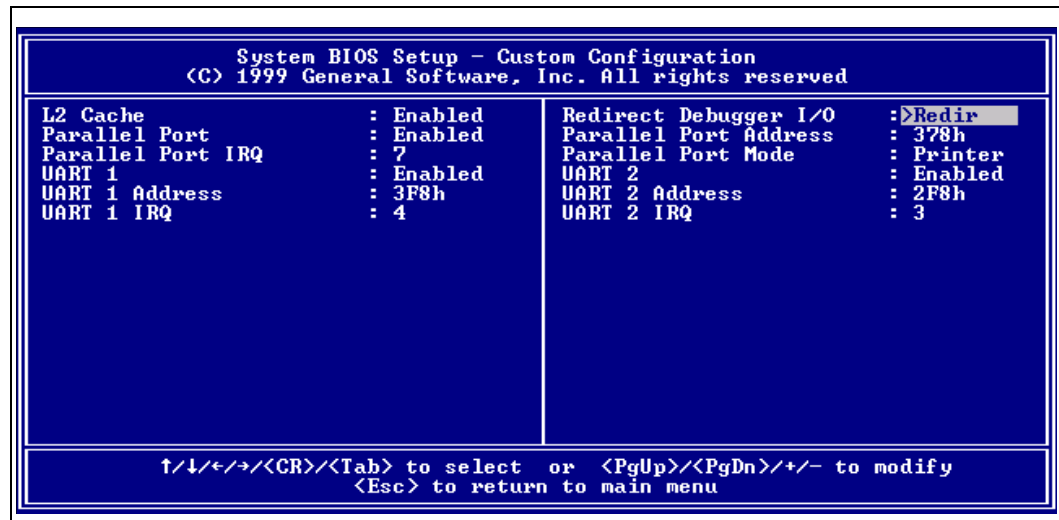 System BIOS Setup - Custom Configuration
(C) 1999 General Software, Inc. All rights reserved
L2 Cache : Enabled
Parallel Port : Enabled
Parallel Port IRQ : 7
UART 1 : Enabled
UART 1 Address : 3F8h
UART 1 IRQ : 4
Redirect Debugger I/O :>Redir
Parallel Port Address : 378h
Parallel Port Mode : Printer
UART 2 : Enabled
UART 2 Address : 2F8h
UART 2 IRQ : 3
↑/↓/←/→/<CR>/<Tab> to select or <PgUp>/<PgDn>/+/- to modify
<Esc> to return to main menu